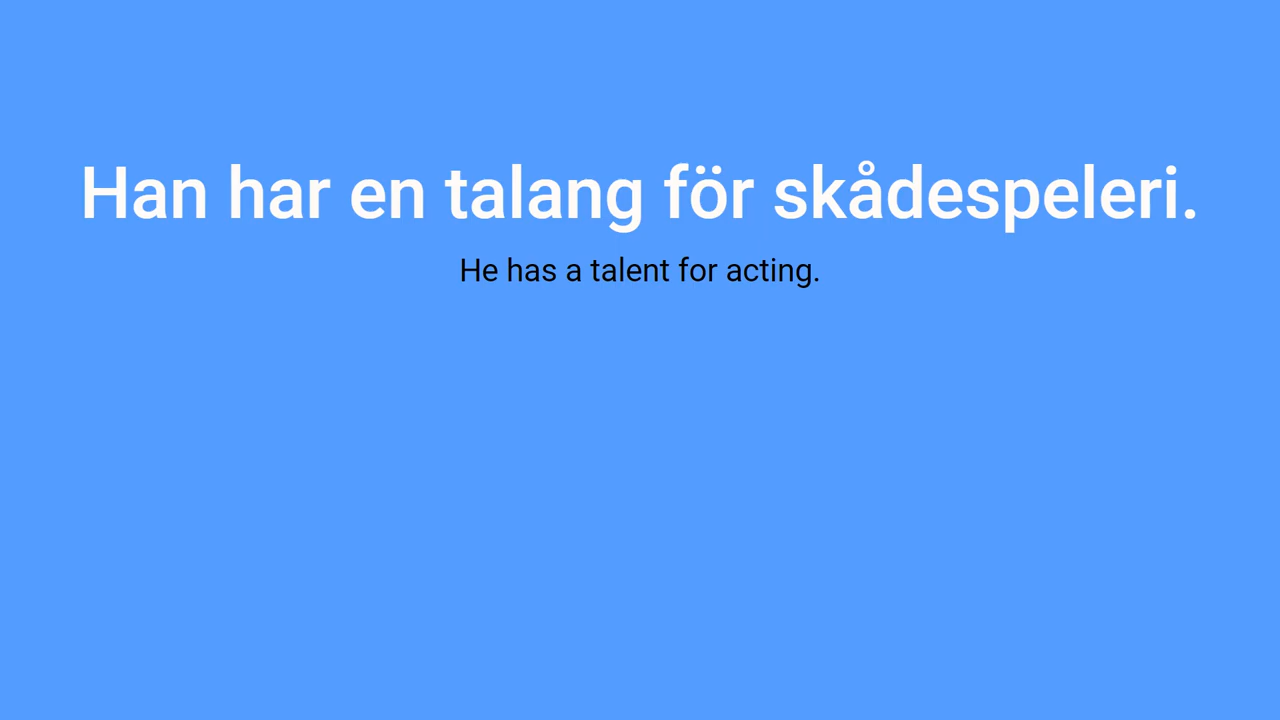 Han har en talang för skådespeleri.
He has a talent for acting.